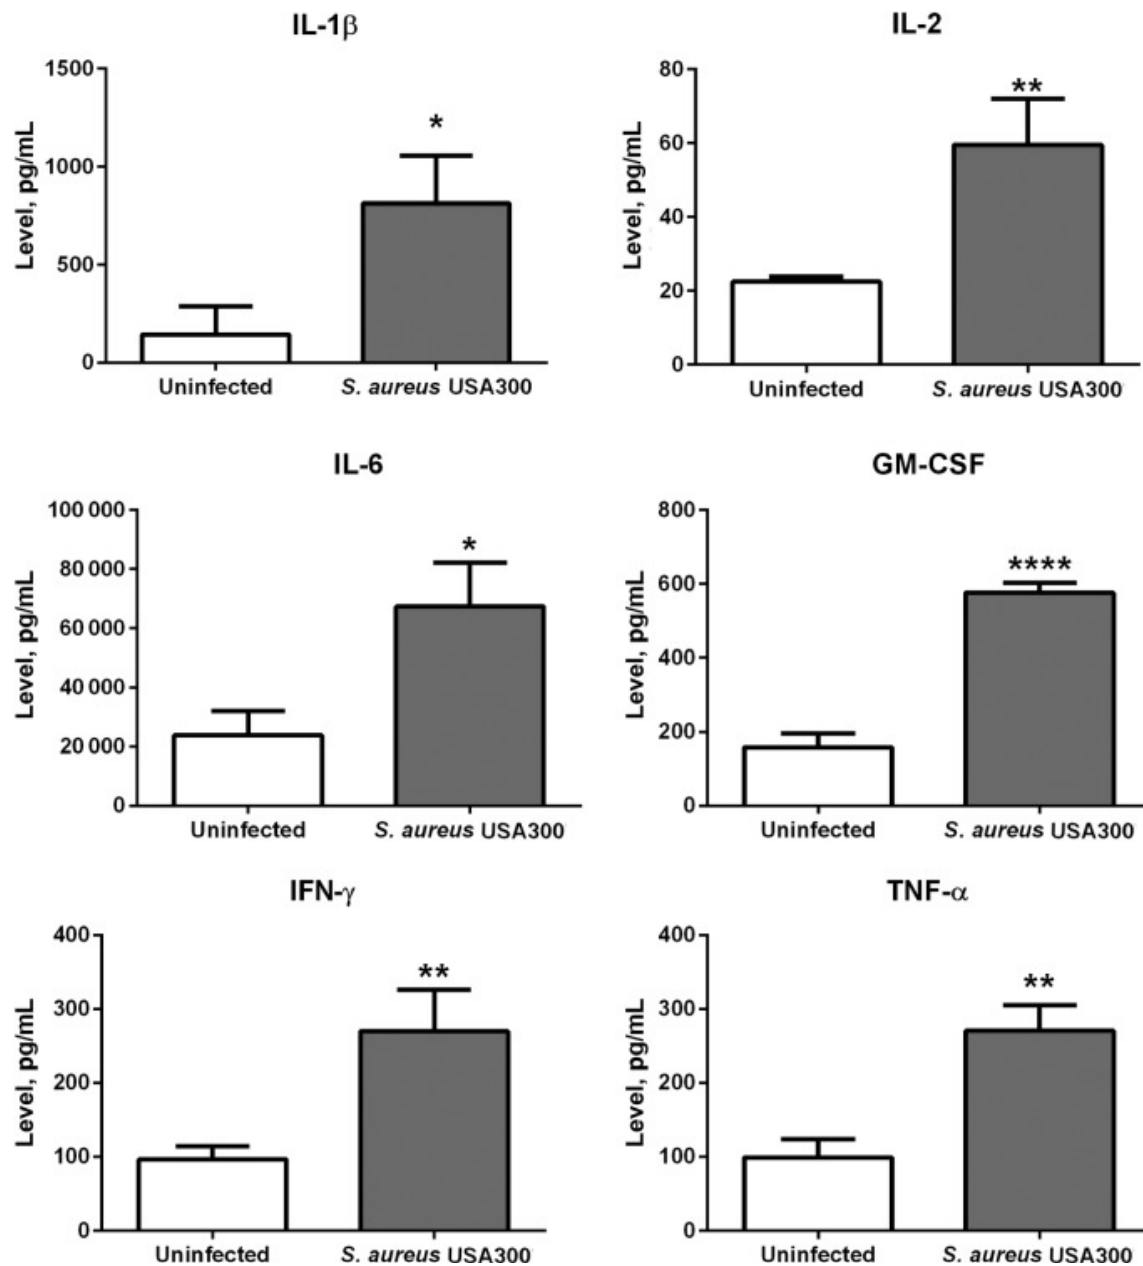 IL-1β
Level, pg/mL
1500
1000
500
0
*
Uninfected
S. aureus USA300
IL-2
Level, pg/mL
80
60
40
20
0
**
Uninfected
S. aureus USA300
IL-6
Level, pg/mL
100 000
80 000
60 000
40 000
20 000
0
*
Uninfected
S. aureus USA300
GM-CSF
Level, pg/mL
800
600
400
200
0
****
Uninfected
S. aureus USA300
IFN-γ
Level, pg/mL
400
300
200
100
0
**
Uninfected
S. aureus USA300
TNF-α
Level, pg/mL
400
300
200
100
0
**
Uninfected
S. aureus USA300